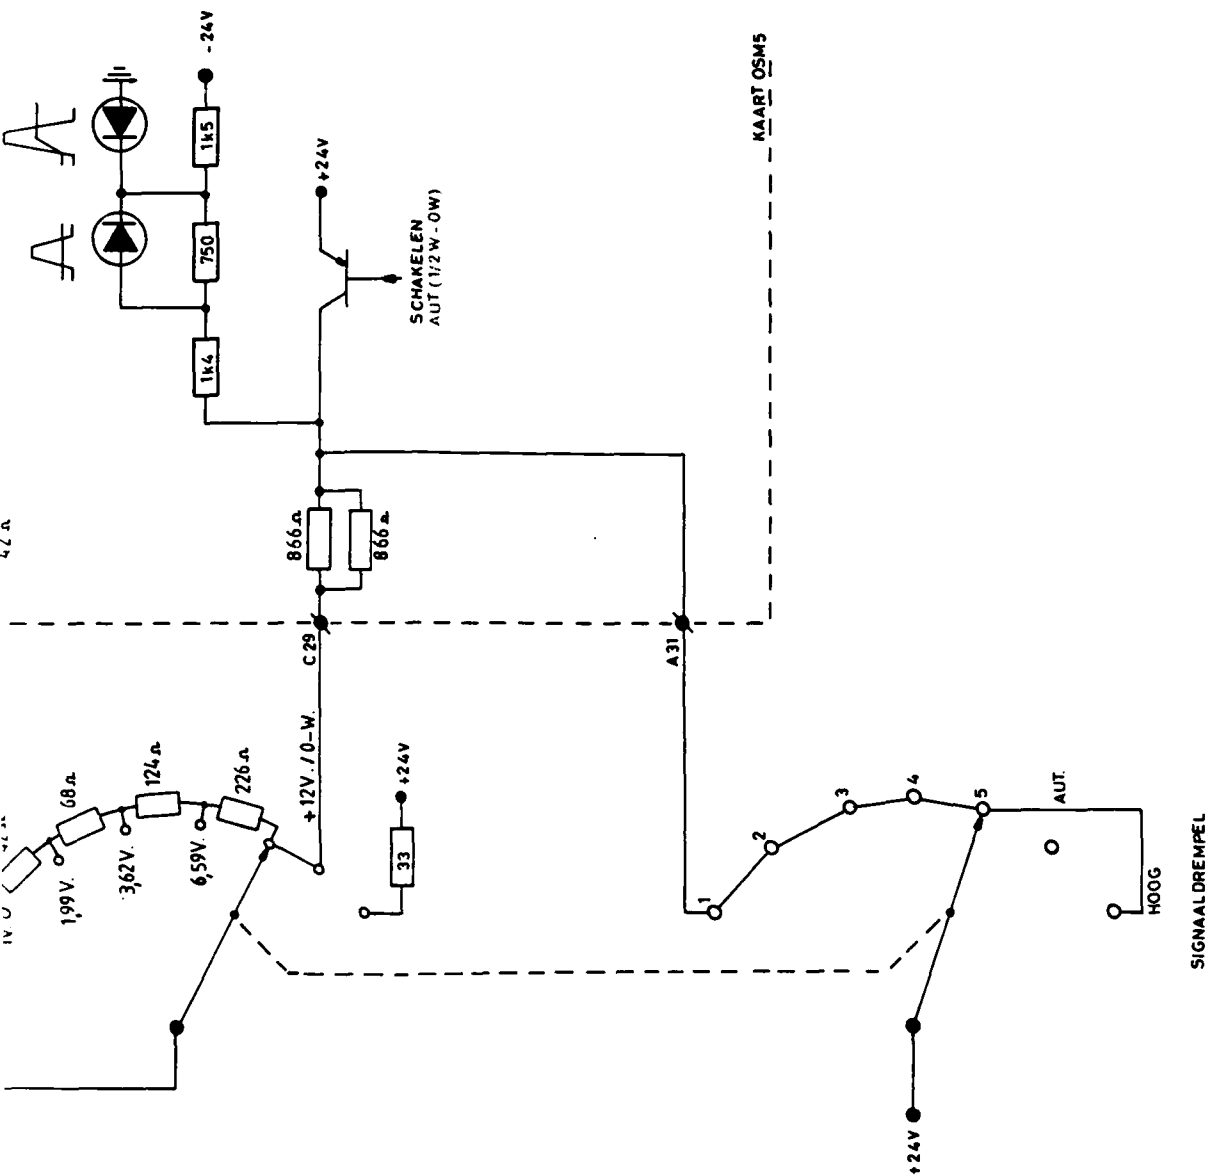 -24V
1k5
750
1k4
+24V
SCHAKELEN
AUT (1/2 W - 0W)
KAART OSM5
866Ω
866Ω
C29
A31
+12V./0-W.
68Ω
124Ω
226Ω
1,99V.
3,62V.
6,59V.
33
+24V
1
2
3
4
5
AUT.
HOOG
SIGNAALDREMPEL
+24V